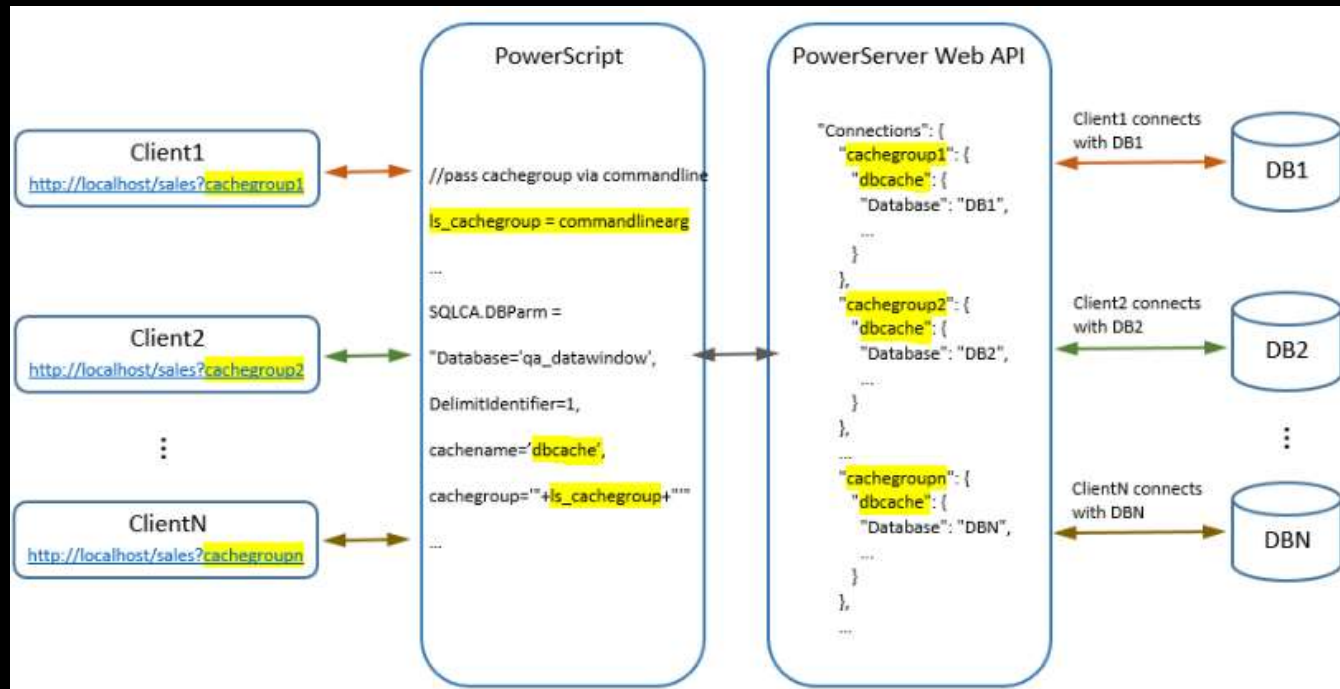 PowerScript
PowerServer Web API
Client1
http://localhost/sales?cachegroup1
Client2
http://localhost/sales?cachegroup2
⋮
ClientN
http://localhost/sales?cachegroupn
//pass cachegroup via commandline
ls_cachegroup = commandlinearg
...
SQLCA.DBParm =
"Database='qa_datawindow',
DelimitIdentifier=1,
cachename='dbcache',
cachegroup='"+ls_cachegroup+"'"
...
"Connections": {
"cachegroup1": {
"dbcache": {
"Database": "DB1",
...
}
},
"cachegroup2": {
"dbcache": {
"Database": "DB2",
...
}
},
...
"cachegroupn": {
"dbcache": {
"Database": "DBN",
...
}
},
...
Client1 connects
with DB1
DB1
Client2 connects
with DB2
DB2
⋮
ClientN connects
with DBN
DBN